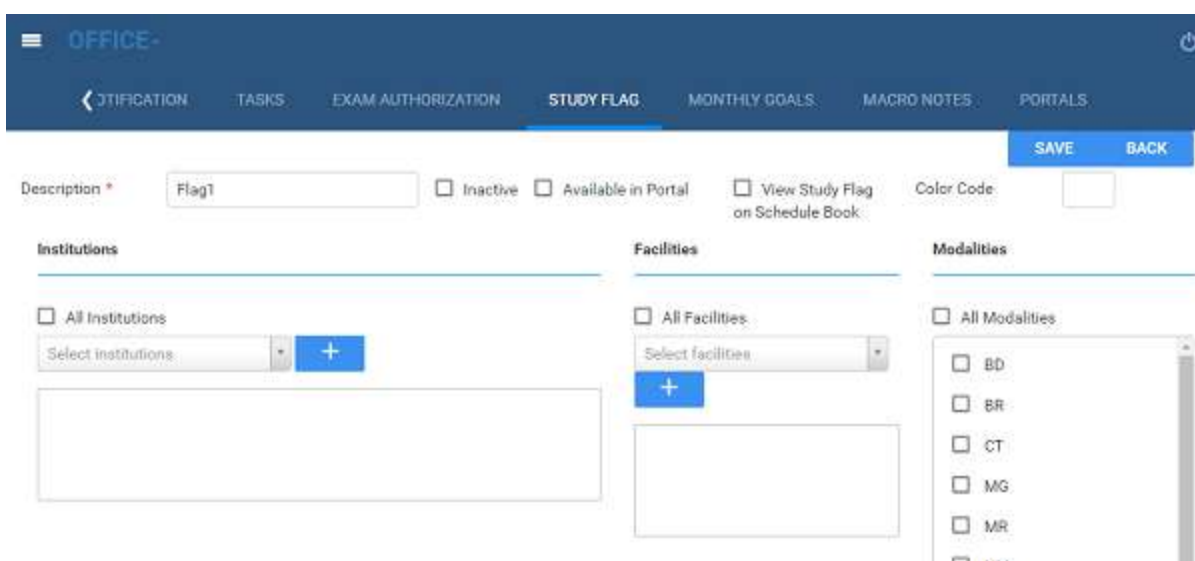 OFFICE-
OTIFICATION TASKS EXAM AUTHORIZATION STUDY FLAG MONTHLY GOALS MACRO NOTES PORTALS
SAVE BACK
Description * Flag1 Inactive Available in Portal View Study Flag on Schedule Book Color Code
Institutions Facilities Modalities
All Institutions All Facilities All Modalities
Select institutions + Select facilities
+
BD
BR
CT
MG
MR